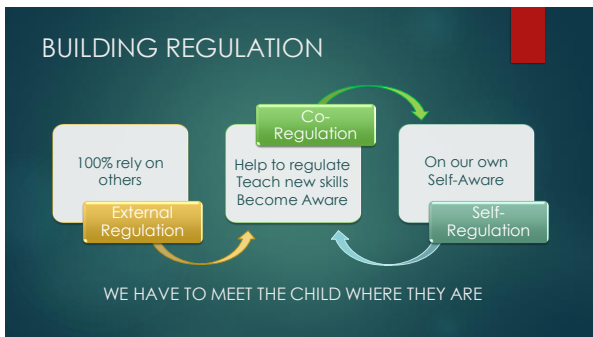 BUILDING REGULATION
100% rely on
others
External
Regulation
Co-
Regulation
Help to regulate
Teach new skills
Become Aware
On our own
Self-Aware
Self-
Regulation
WE HAVE TO MEET THE CHILD WHERE THEY ARE